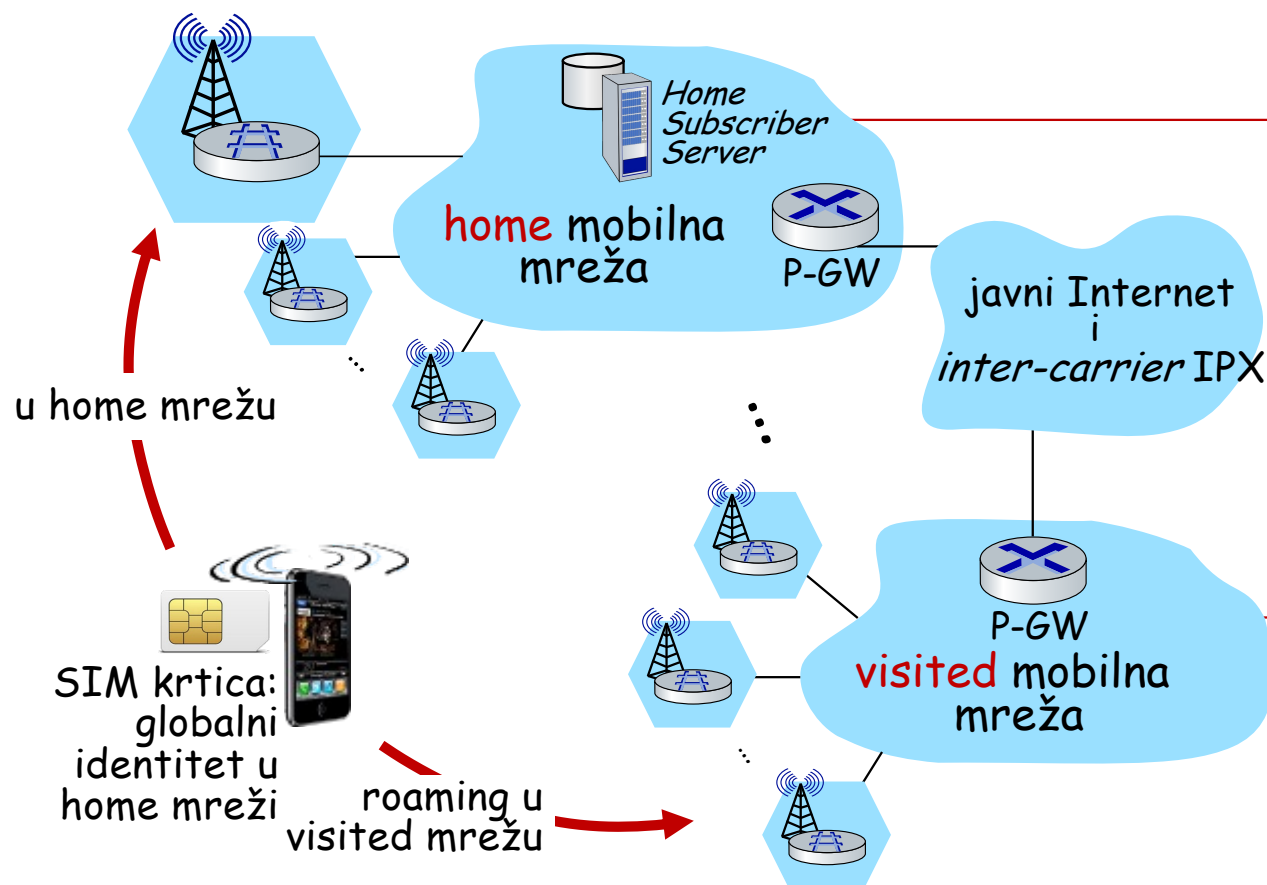 Home
Subscriber
Server
home mobilna
mreža
P-GW
javni Internet
i
inter-carrier IPX
u home mrežu
...
...
SIM krtica:
globalni
identitet u
home mreži
P-GW
visited mobilna
mreža
...
roaming u
visited mrežu